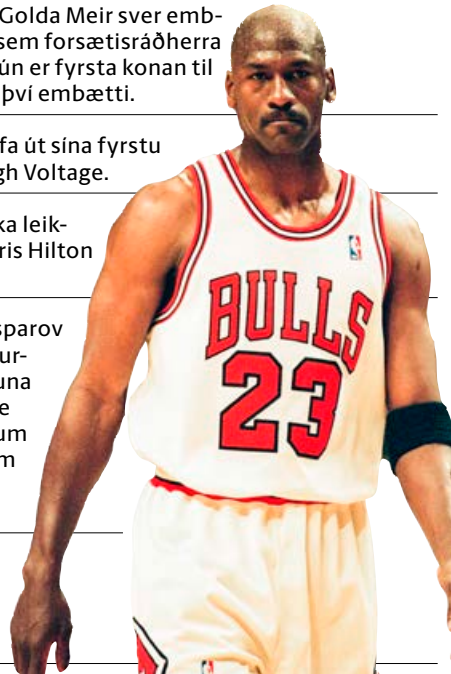 Golda Meir sver emb-
sem forsætisráðherra
ún er fyrsta konan til
því embætti.
fa út sína fyrstu
gh Voltage.
ka leik-
ris Hilton
sparov
ur-
una
e
um
m
BULLS
23